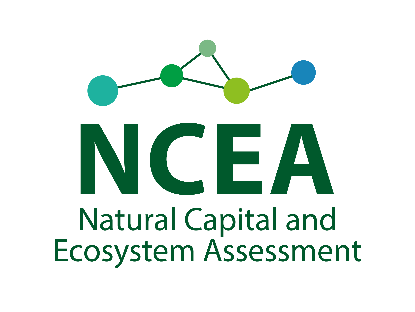 NCEA
Natural Capital and
Ecosystem Assessment